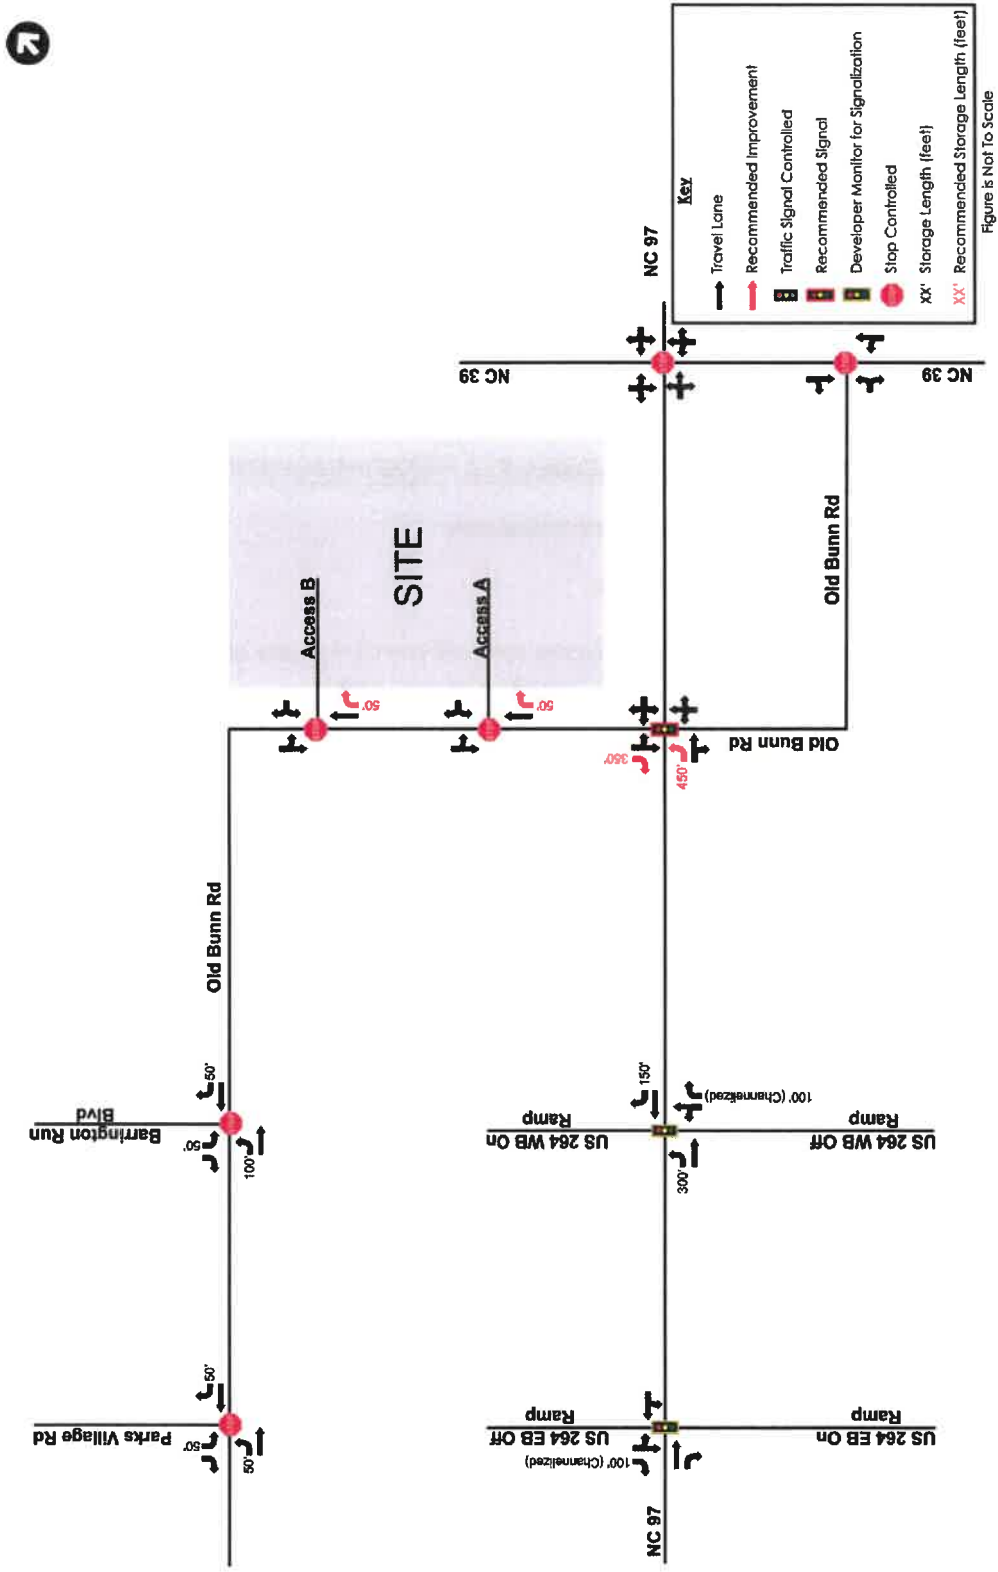 Key
Travel Lane
Recommended Improvement
Traffic Signal Controlled
Recommended Signal
Developer Monitor for Signalization
Stop Controlled
XX' Storage Length (feet)
XX' Recommended Storage Length (feet)
Figure is Not To Scale
Parks Village Rd
50'
50'
50'
Barrington Run
Blvd
50'
50'
100'
Old Bunn Rd
Access B
50'
SITE
Access A
50'
NC 97
US 264 EB Off
Ramp
100' (Channelized)
US 264 EB On
Ramp
US 264 WB On
Ramp
150'
300'
100' (Channelized)
US 264 WB Off
Ramp
350'
450'
Old Bunn Rd
Old Bunn Rd
NC 39
NC 97
NC 39